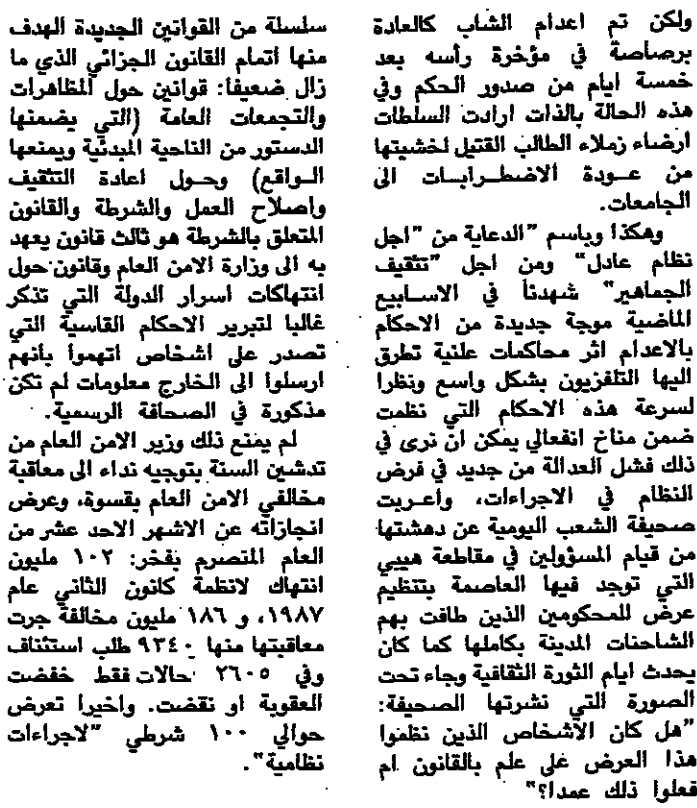 ولكن تم اعدام الشاب كالعادة
برصاصة في مؤخرة رأسه بعد
خمسة ايام من صدور الحكم وفي
هذه الحالة بالذات ارادت السلطات
ارضاء زملاء الطالب القتيل لخشيتها
من عودة الاضطرابات الى
الجامعات.
وهكذا وباسم "الدعاية من "اجل
نظام عادل" ومن اجل "تثقيف
الجماهير" شهدنا في الاسابيع
الماضية موجة جديدة من الاحكام
بالاعدام اثر محاكمات علنية تطرق
اليها التلفزيون بشكل واسع ونظرا
لسرعة هذه الاحكام التي نظمت
ضمن مناخ انفعالي يمكن ان نرى في
ذلك فشل العدالة من جديد في فرض
النظام في الاجراءات، واعربت
صحيفة الشعب اليومية عن دهشتها
من قيام المسؤولين في مقاطعة هيبي
التي توجد فيها العاصمة بتنظيم
عرض للمحكومين الذين طافت بهم
الشاحنات المدينة بكاملها كما كان
يحدث ايام الثورة الثقافية وجاء تحت
الصورة التي نشرتها الصحيفة:
"هل كان الأشخاص الذين نظموا
هذا العرض على علم بالقانون ام
فعلوا ذلك عمدا؟"
سلسلة من القوانين الجديدة الهدف
منها اتمام القانون الجزائي الذي ما
زال ضعيفا: قوانين حول المظاهرات
والتجمعات العامة (التي يضمنها
الدستور من الناحية المبدئية ويمنعها
الواقع) وحول اعادة التثقيف
واصلاح العمل والشرطة والقانون
المتعلق بالشرطة هو ثالث قانون يعهد
به الى وزارة الامن العام وقانون حول
انتهاكات اسرار الدولة التي تذكر
غالبا لتبرير الاحكام القاسية التي
تصدر على اشخاص اتهموا بأنهم
ارسلوا الى الخارج معلومات لم تكن
مذكورة في الصحافة الرسمية.
لم يمنع ذلك وزير الامن العام من
تدشين السنة بتوجيه نداء الى معاقبة
مخالفي الامن العام بقسوة، وعرض
انجازاته عن الاشهر الاحد عشر من
العام المنصرم بفخر: ١٠٢ مليون
انتهاك لانظمة كانون الثاني عام
١٩٨٧، و ١٨٦ مليون مخالفة جرت
معاقبتها منها ٩٣٤٠ طلب استئناف
وفي ٢٦٠٥ حالات فقط خفضت
العقوبة او نقضت. واخيرا تعرض
حوالي ١٠٠ شرطي "لاجراءات
نظامية".